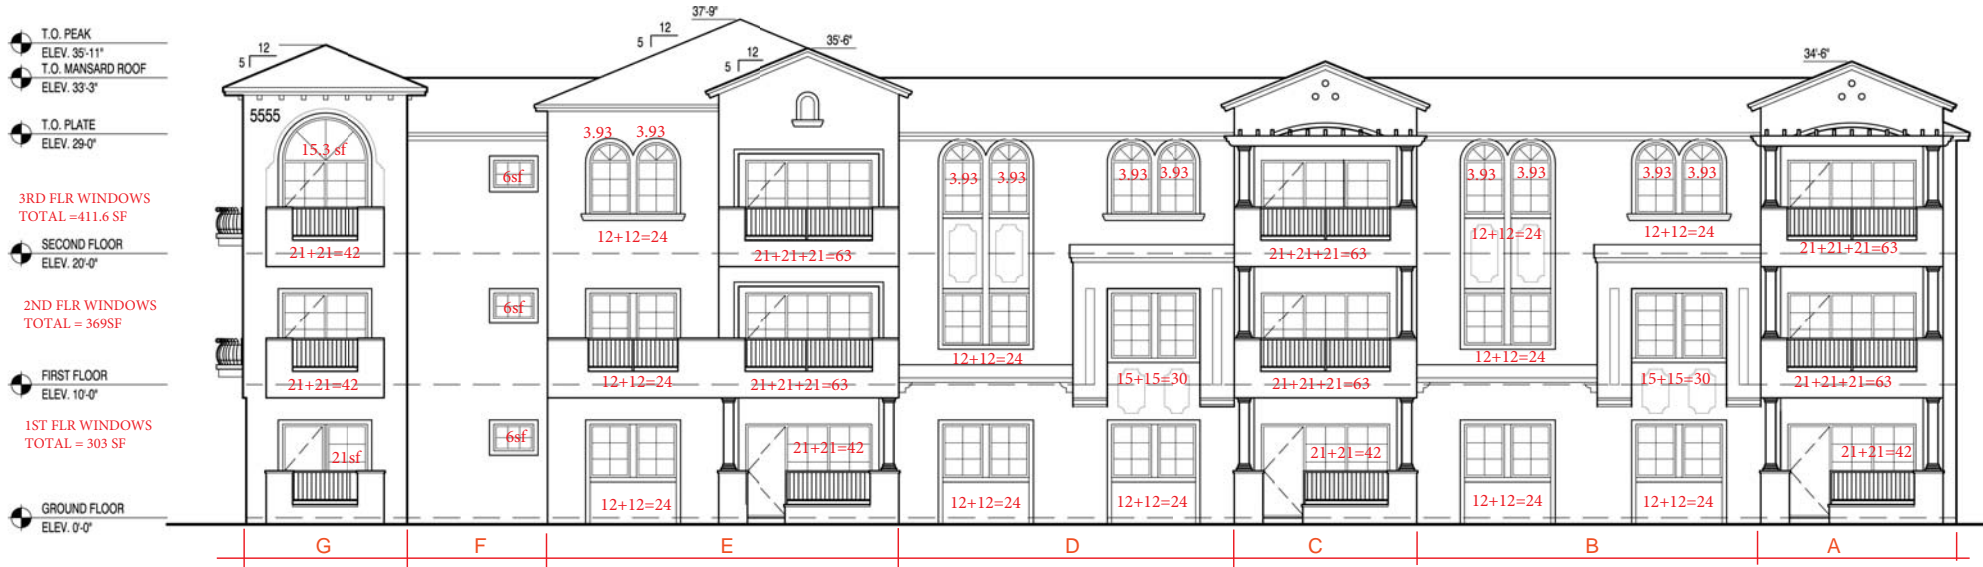 37'-9"
12
5
35'-6"
12
5
34'-6"
T.O. PEAK
ELEV. 35'-11"
12
5
T.O. MANSARD ROOF
ELEV. 33'-3"
5555
T.O. PLATE
ELEV. 29-0"
15.3 sf
6sf
3.93 3.93
3.93 3.93
3.93 3.93
3.93 3.93
3.93 3.93
3RD FLR WINDOWS
TOTAL =411.6 SF
SECOND FLOOR
ELEV. 20'-0"
21+21=42
12+12=24
21+21+21=63
21+21+21=63
12+12=24
12+12=24
21+21+21=63
2ND FLR WINDOWS
TOTAL = 369SF
6sf
FIRST FLOOR
ELEV. 10'-0"
21+21=42
12+12=24
21+21+21=63
12+12=24
15+15=30
21+21+21=63
12+12=24
15+15=30
21+21+21=63
1ST FLR WINDOWS
TOTAL = 303 SF
21sf
6sf
12+12=24
21+21=42
12+12=24
12+12=24
21+21=42
12+12=24
12+12=24
21+21=42
GROUND FLOOR
ELEV. 0'-0"
G F E D C B A